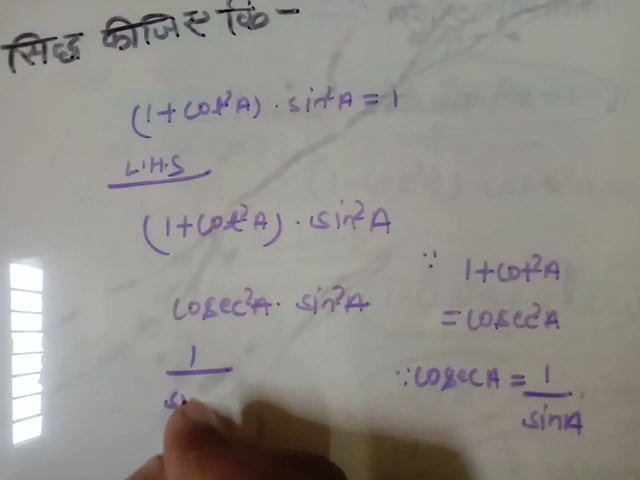 सिद्ध कीजिए कि -
(1+cot²A) · sin²A = 1
L.H.S
(1+cot²A) · sin²A
∵ 1+cot²A
cosec²A · sin²A
= cosec²A
1
∵ cosecA = 1/sinA